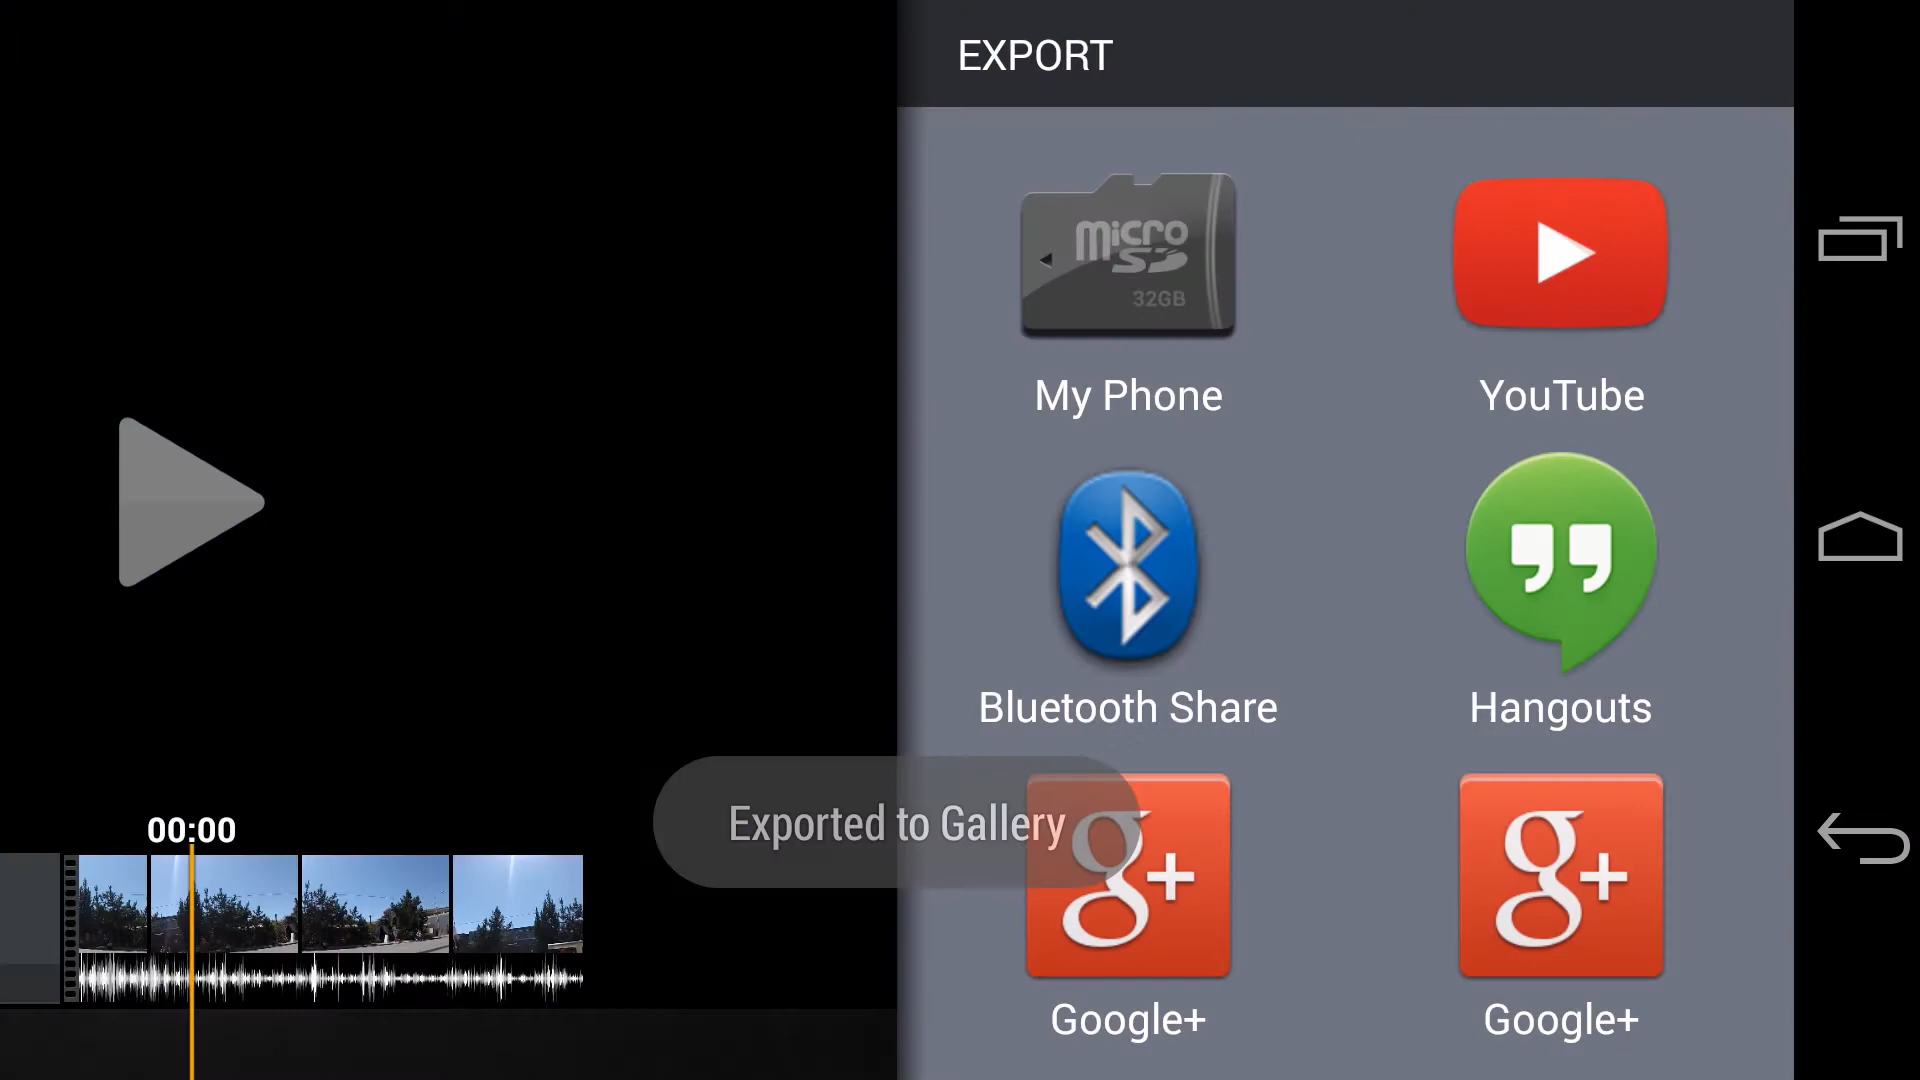 EXPORT
micro
SD
32GB
My Phone
YouTube
Bluetooth Share
Hangouts
Exported to Gallery
00:00
g+
g+
Google+
Google+